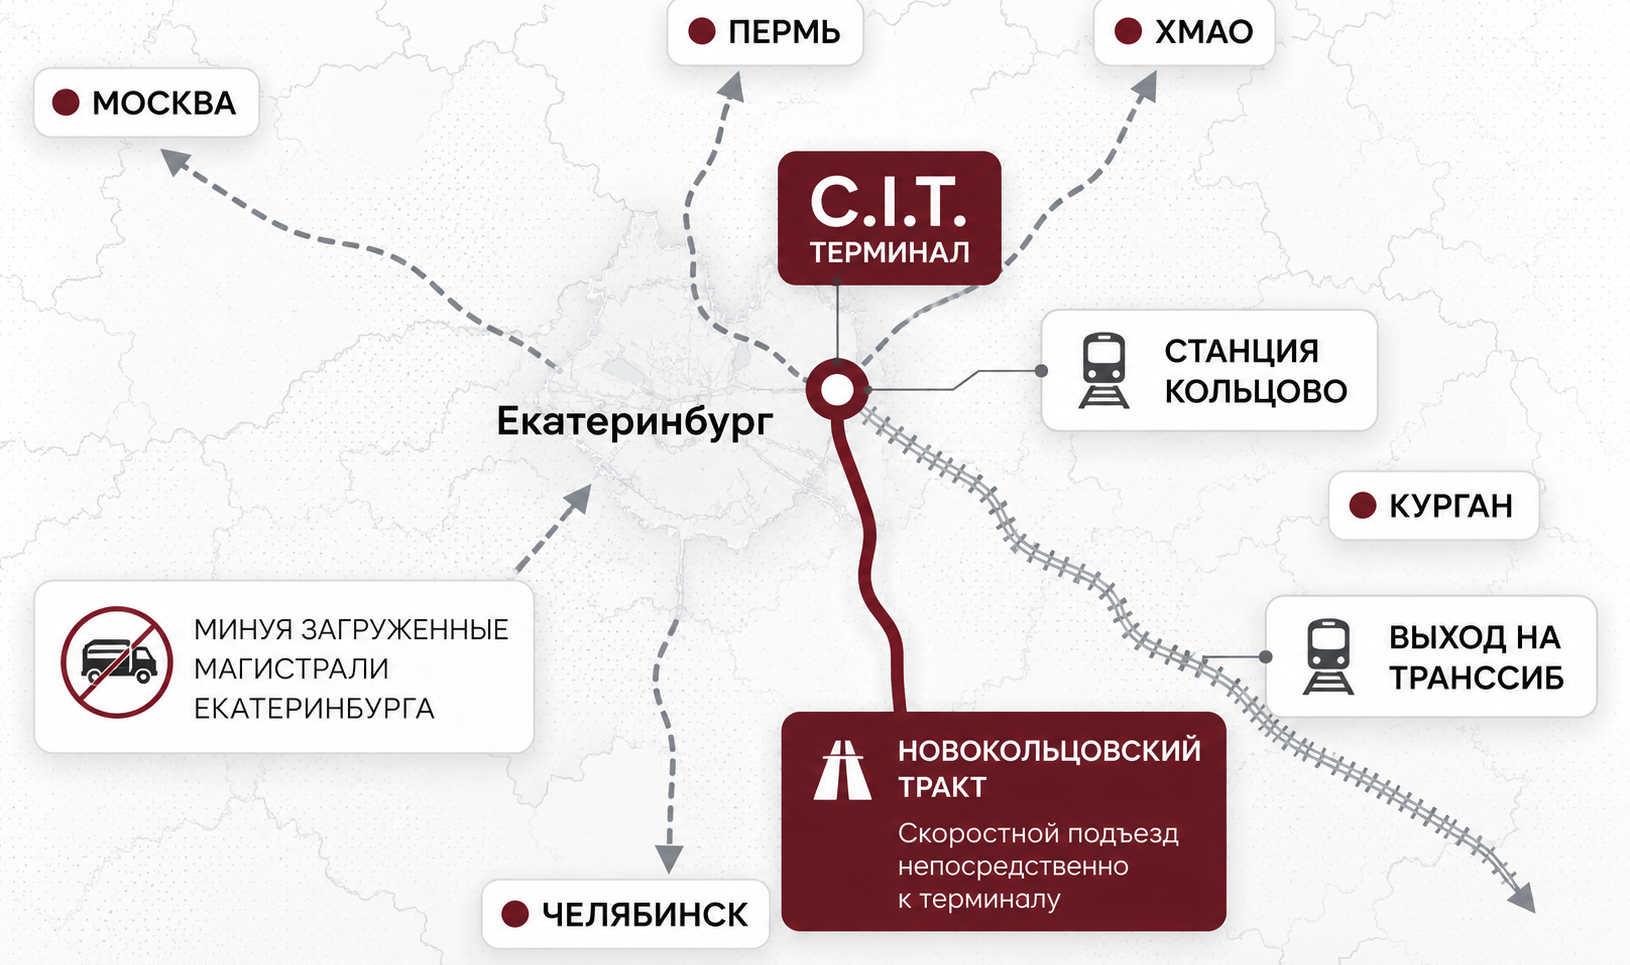 ПЕРМЬ
ХМАО
МОСКВА
C.I.T.
ТЕРМИНАЛ
СТАНЦИЯ
КОЛЬЦОВО
Екатеринбург
КУРГАН
МИНУЯ ЗАГРУЖЕННЫЕ
МАГИСТРАЛИ
ЕКАТЕРИНБУРГА
ВЫХОД НА
ТРАНССИБ
НОВОКОЛЬЦОВСКИЙ
ТРАКТ
Скоростной подъезд
непосредственно
к терминалу
ЧЕЛЯБИНСК